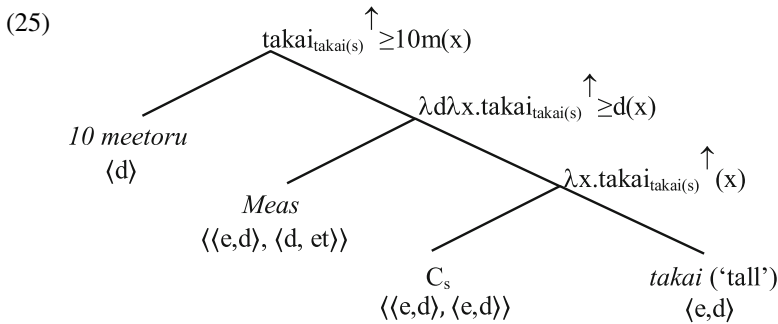 (25)
takai_takai(s)^↑ ≥10m(x)
λdλx.takai_takai(s)^↑ ≥d(x)
10 meetoru
⟨d⟩
λx.takai_takai(s)^↑ (x)
Meas
⟨⟨e,d⟩, ⟨d, et⟩⟩
C_s
⟨⟨e,d⟩, ⟨e,d⟩⟩
takai (‘tall’)
⟨e,d⟩